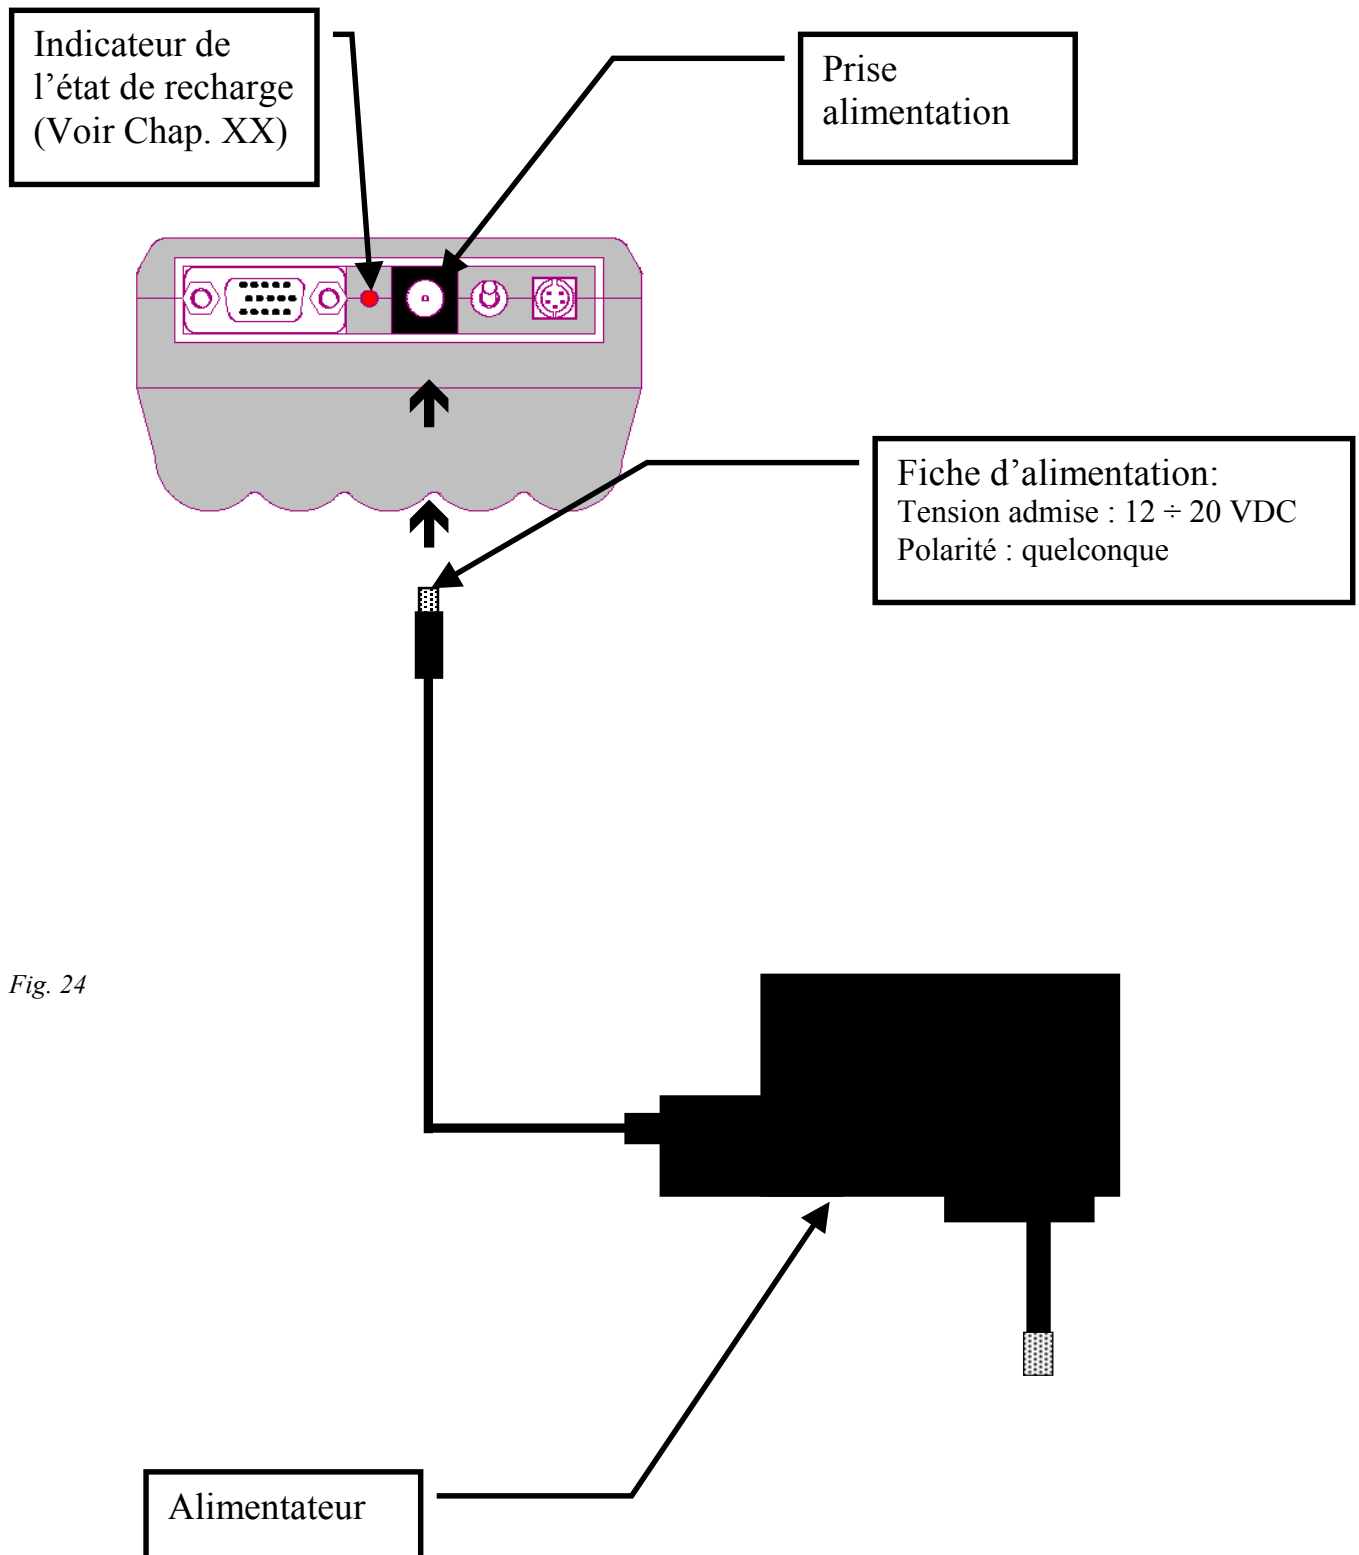 Indicateur de
l’état de recharge
(Voir Chap. XX)
Prise
alimentation
Fiche d’alimentation:
Tension admise : 12 ÷ 20 VDC
Polarité : quelconque
Fig. 24
Alimentateur